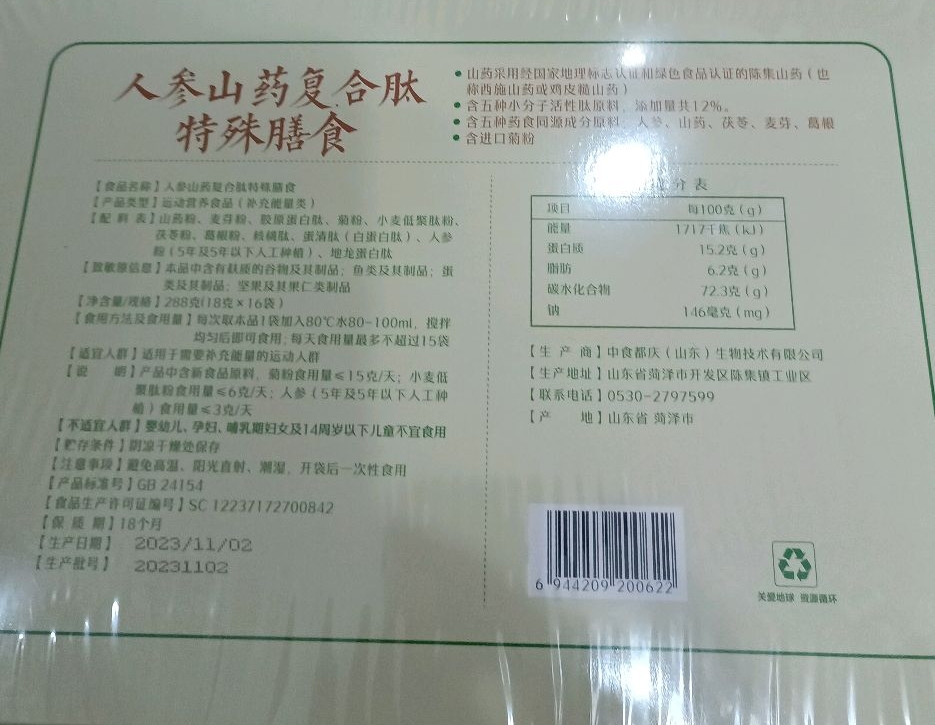 人参山药复合肽
特殊膳食
• 山药采用经国家地理标志认证和绿色食品认证的陈集山药（也
称西施山药或鸡皮糙山药）
• 含五种小分子活性肽原料，添加量共12%。
• 含五种药食同源成分原料，人参、山药、茯苓、麦芽、葛根
• 含进口菊粉
【食品名称】人参山药复合肽特殊膳食
【产品类型】运动营养食品（补充能量类）
【配 料 表】山药粉、麦芽粉、胶原蛋白肽、菊粉、小麦低聚肽粉、
茯苓粉、葛根粉、核桃肽、蛋清肽（白蛋白肽）、人参
粉（5年及5年以下人工种植）、地龙蛋白肽
【致敏原信息】本品中含有麸质的谷物及其制品；鱼类及其制品；蛋
类及其制品；坚果及其果仁类制品
【净含量/规格】288克(18克×16袋)
【食用方法及食用量】每次取本品1袋加入80℃水80-100ml，搅拌
均匀后即可食用；每天食用量最多不超过15袋
【适宜人群】适用于需要补充能量的运动人群
【说 明】产品中含新食品原料，菊粉食用量≤15克/天；小麦低
聚肽粉食用量≤6克/天；人参（5年及5年以下人工种
植）食用量≤3克/天
【不适宜人群】婴幼儿、孕妇、哺乳期妇女及14周岁以下儿童不宜食用
【贮存条件】阴凉干燥处保存
【注意事项】避免高温、阳光直射、潮湿，开袋后一次性食用
【产品标准号】GB 24154
【食品生产许可证编号】SC 12237172700842
【保 质 期】18个月
【生产日期】 2023/11/02
【生产批号】 20231102
分表
项目 每100克（g）
能量 1717千焦（kJ）
蛋白质 15.2克（g）
脂肪 6.2克（g）
碳水化合物 72.3克（g）
钠 146毫克（mg）
【生 产 商】中食都庆（山东）生物技术有限公司
【生产地址】山东省菏泽市开发区陈集镇工业区
【联系电话】0530-2797599
【产 地】山东省 菏泽市
6 944209 200622
关爱地球 资源循环